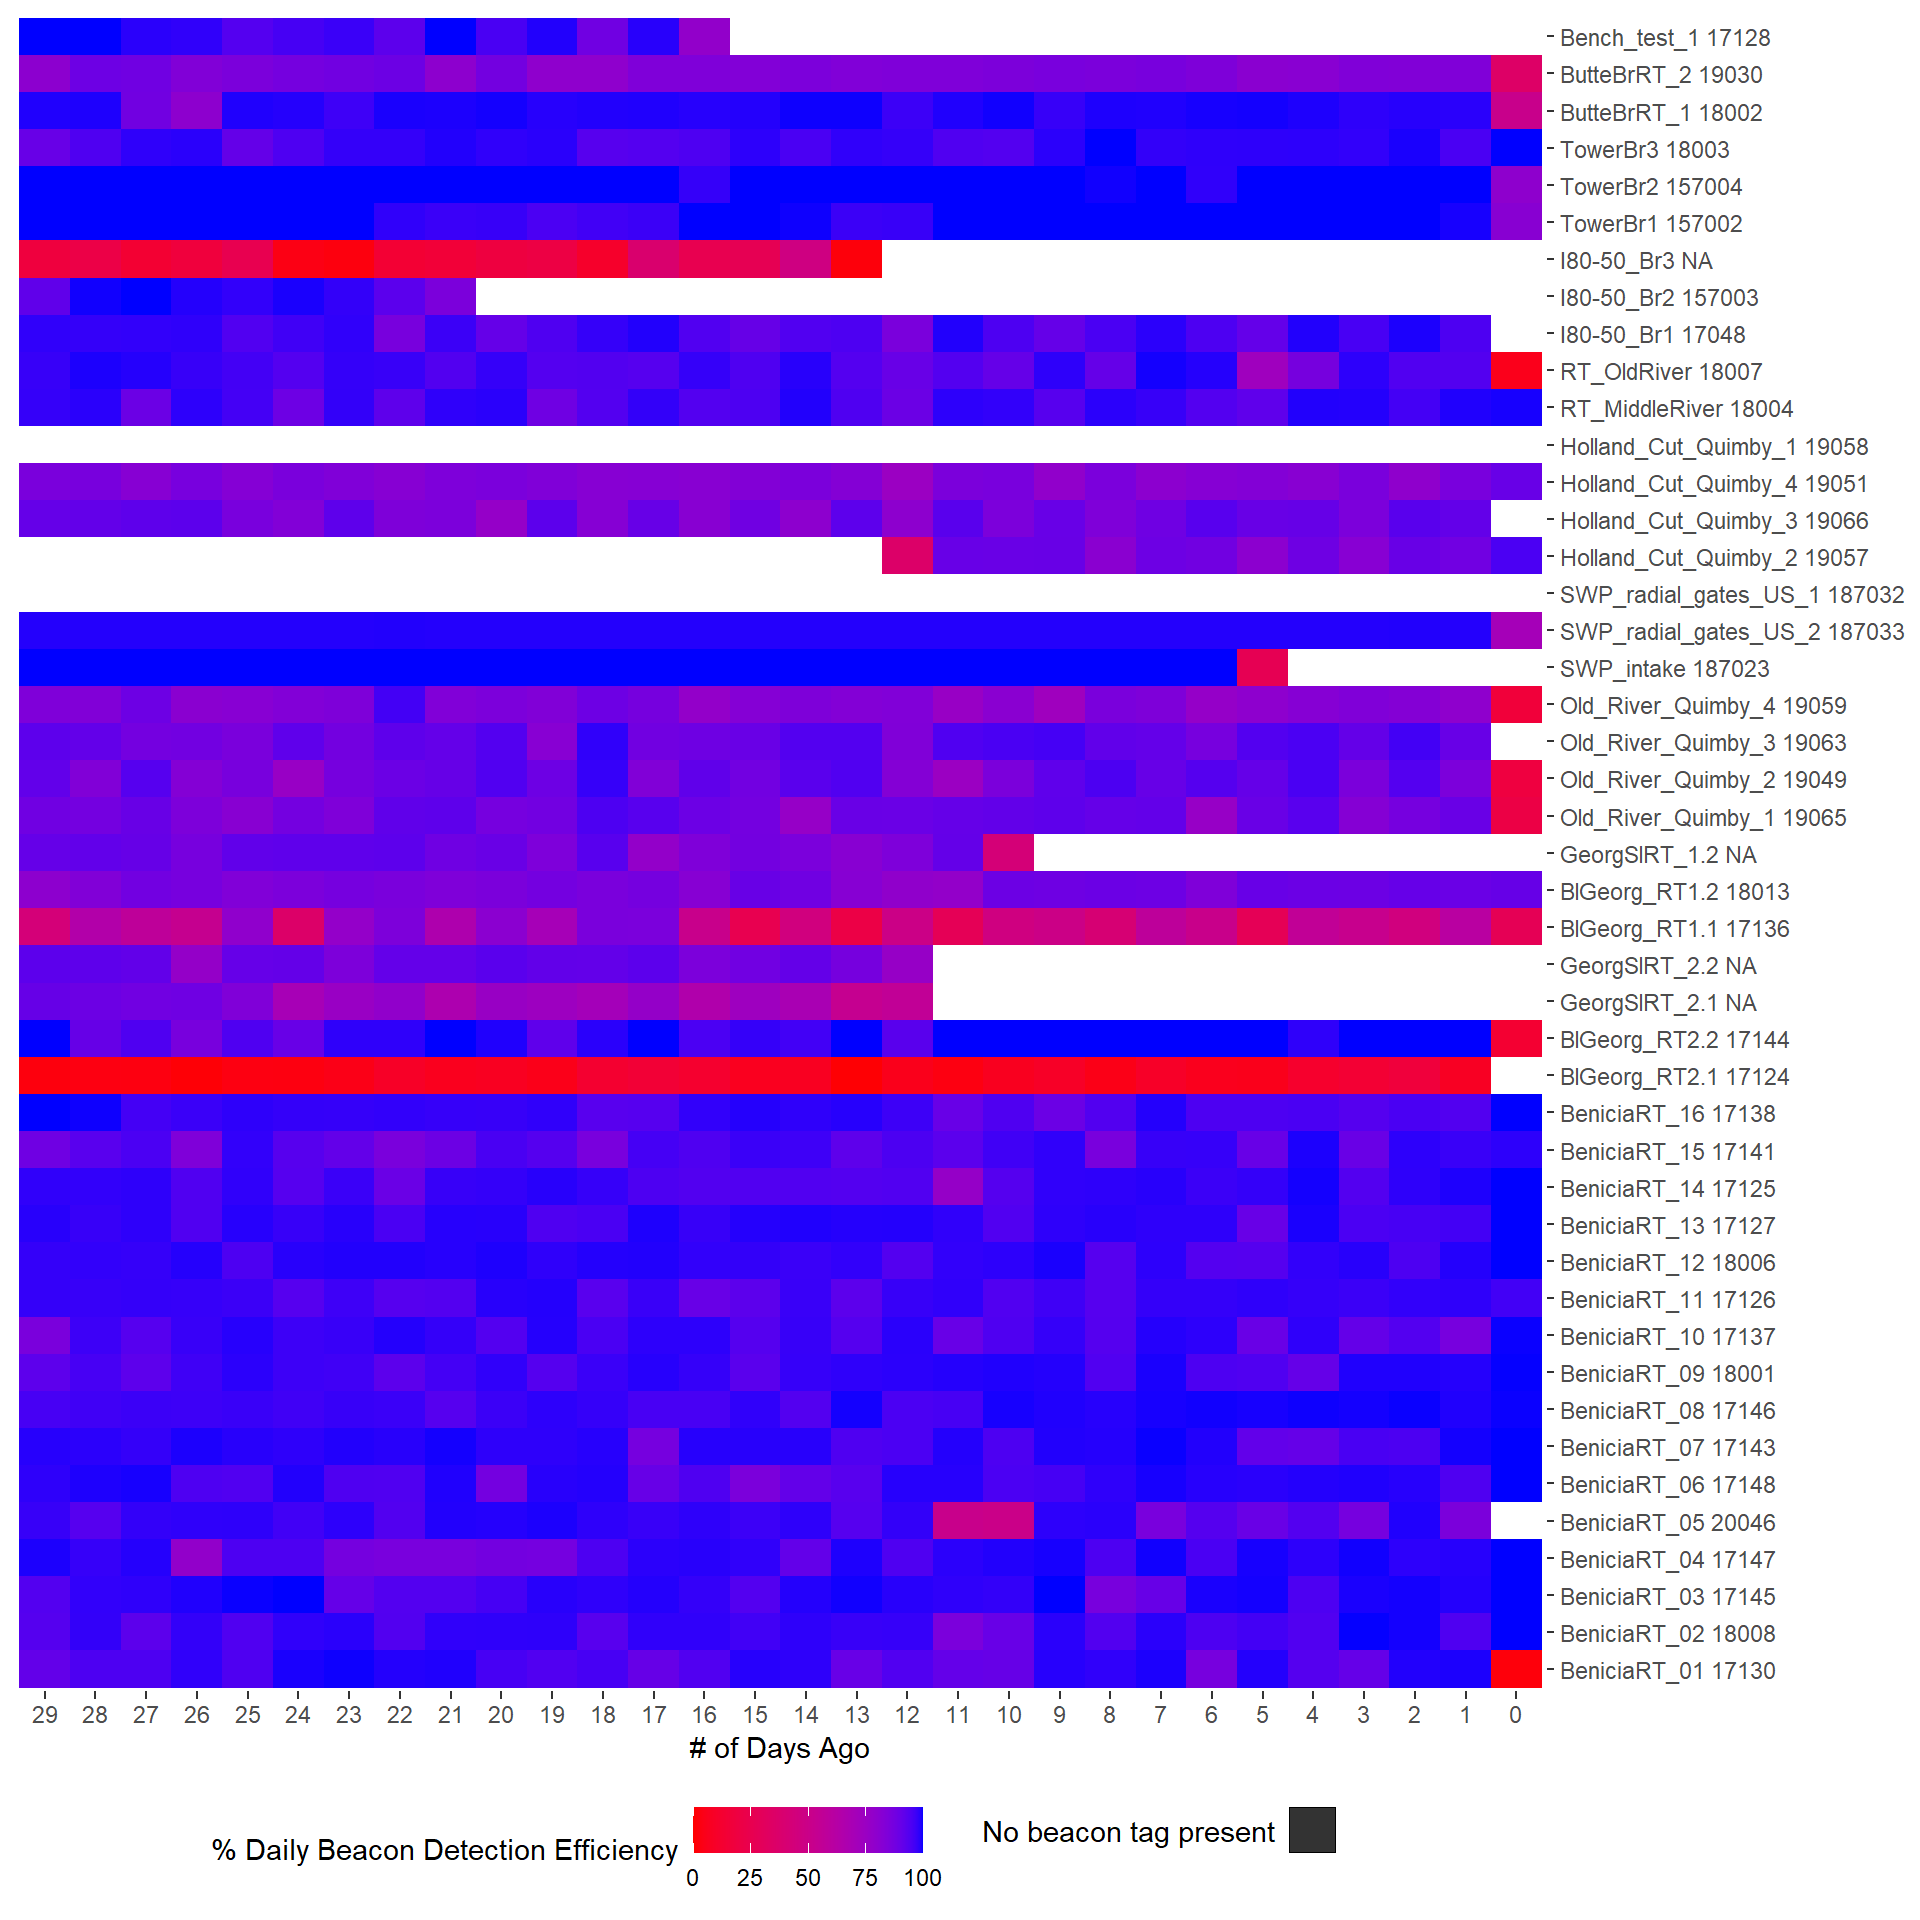 Bench_test_1 17128
ButteBrRT_2 19030
ButteBrRT_1 18002
TowerBr3 18003
TowerBr2 157004
TowerBr1 157002
I80-50_Br3 NA
I80-50_Br2 157003
I80-50_Br1 17048
RT_OldRiver 18007
RT_MiddleRiver 18004
Holland_Cut_Quimby_1 19058
Holland_Cut_Quimby_4 19051
Holland_Cut_Quimby_3 19066
Holland_Cut_Quimby_2 19057
SWP_radial_gates_US_1 187032
SWP_radial_gates_US_2 187033
SWP_intake 187023
Old_River_Quimby_4 19059
Old_River_Quimby_3 19063
Old_River_Quimby_2 19049
Old_River_Quimby_1 19065
GeorgSlRT_1.2 NA
BlGeorg_RT1.2 18013
BlGeorg_RT1.1 17136
GeorgSlRT_2.2 NA
GeorgSlRT_2.1 NA
BlGeorg_RT2.2 17144
BlGeorg_RT2.1 17124
BeniciaRT_16 17138
BeniciaRT_15 17141
BeniciaRT_14 17125
BeniciaRT_13 17127
BeniciaRT_12 18006
BeniciaRT_11 17126
BeniciaRT_10 17137
BeniciaRT_09 18001
BeniciaRT_08 17146
BeniciaRT_07 17143
BeniciaRT_06 17148
BeniciaRT_05 20046
BeniciaRT_04 17147
BeniciaRT_03 17145
BeniciaRT_02 18008
BeniciaRT_01 17130
29 28 27 26 25 24 23 22 21 20 19 18 17 16 15 14 13 12 11 10 9 8 7 6 5 4 3 2 1 0
# of Days Ago
% Daily Beacon Detection Efficiency
0 25 50 75 100
No beacon tag present